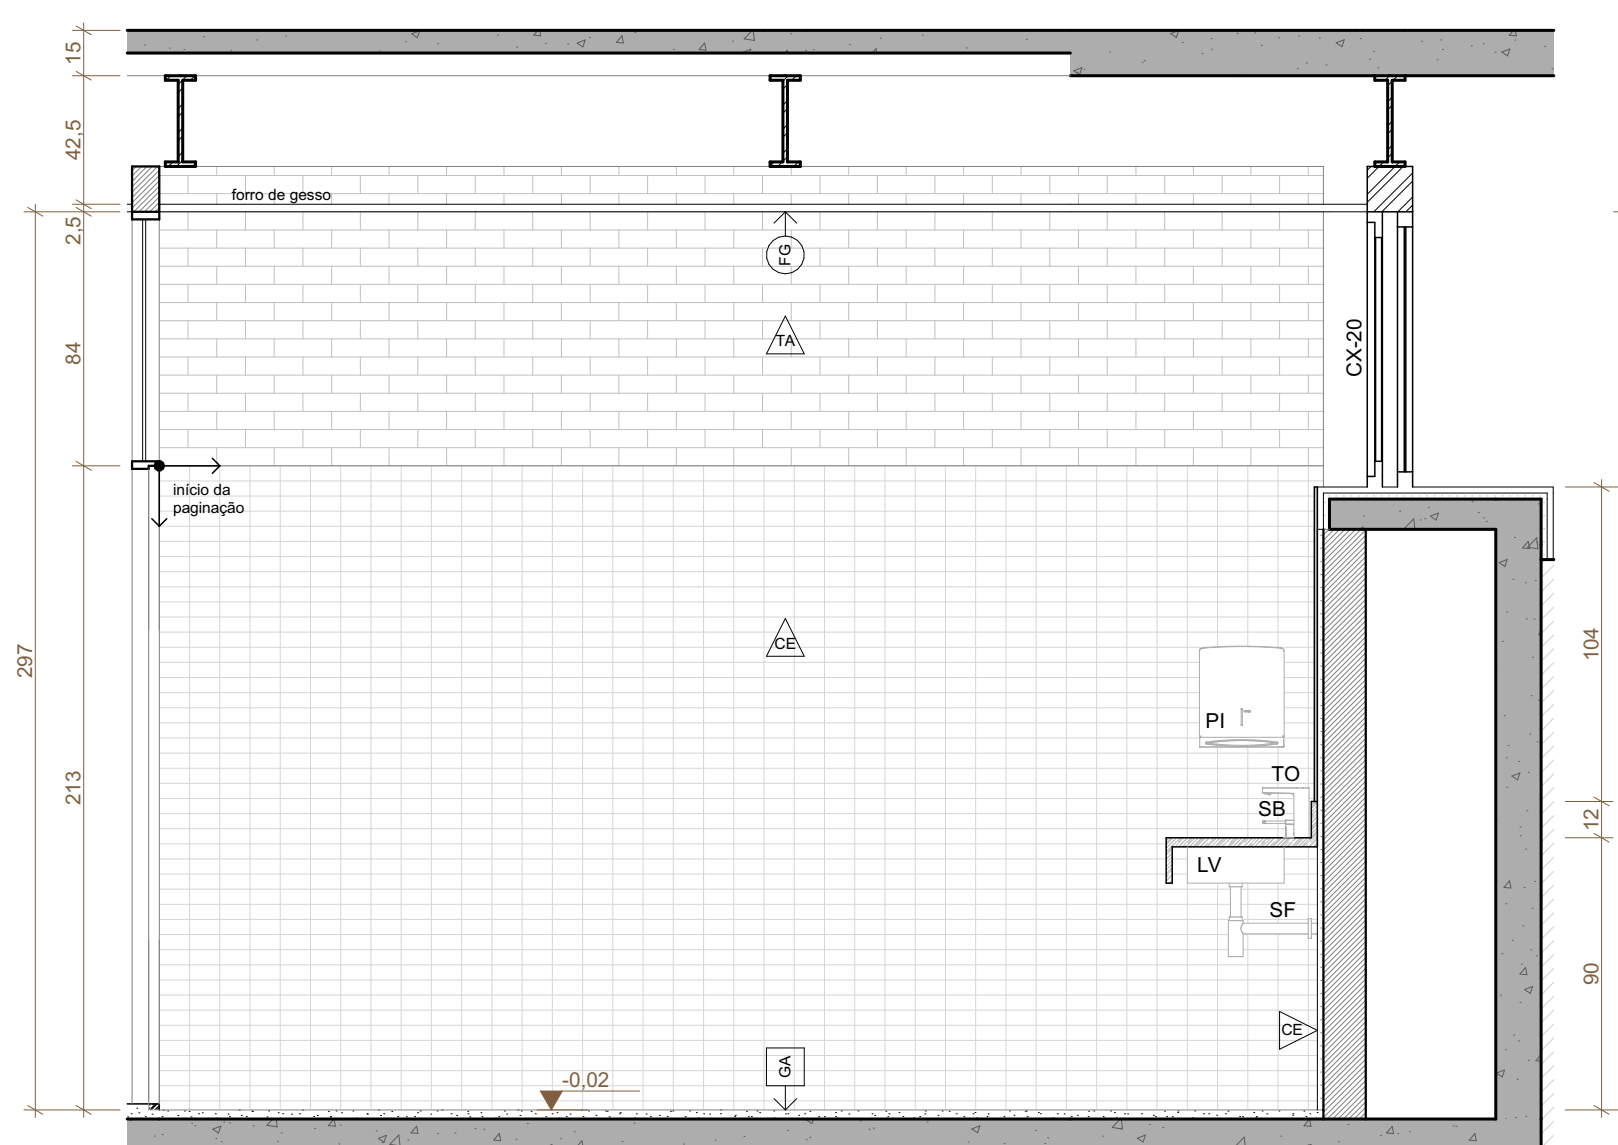 15
42,5
forro de gesso
2,5
FG
TA
84
CX-20
início da
paginação
CE
104
297
PI
213
TO
SB
12
LV
SF
90
CE
GA
-0,02